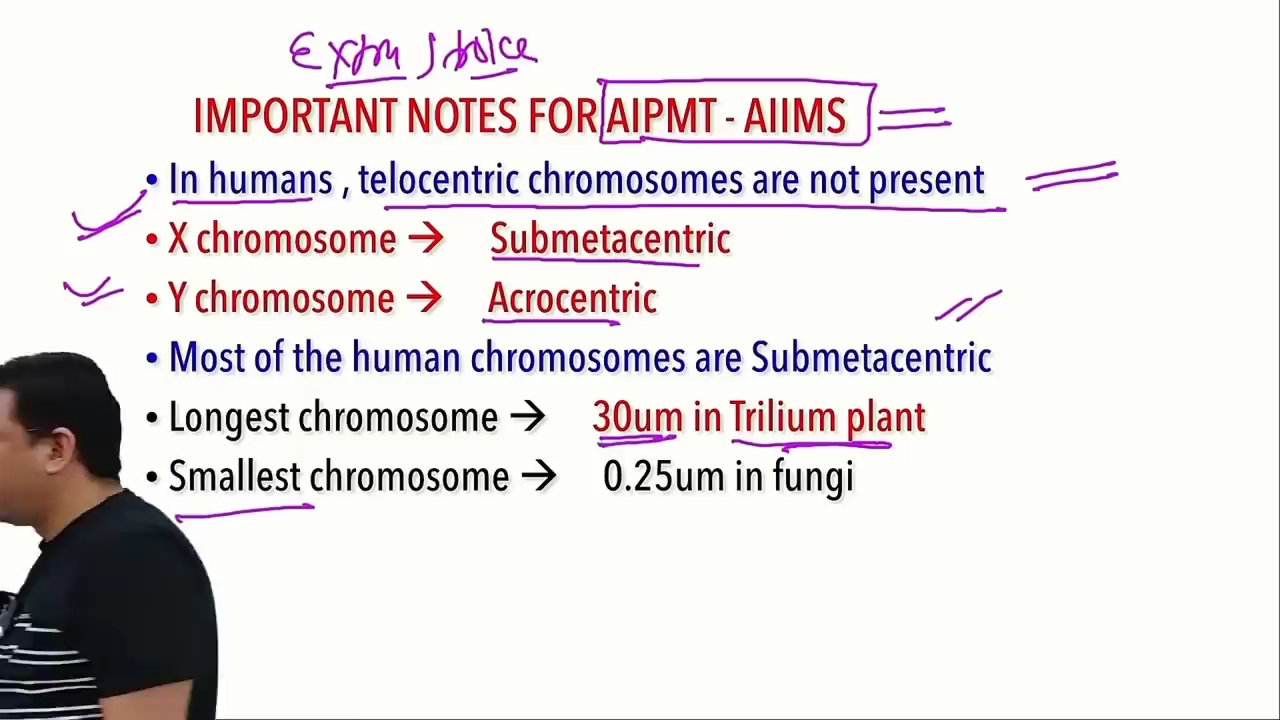 Extra
IMPORTANT NOTES FOR AIPMT - AIIMS
• In humans , telocentric chromosomes are not present
• X chromosome → Submetacentric
• Y chromosome → Acrocentric
• Most of the human chromosomes are Submetacentric
• Longest chromosome → 30um in Trilium plant
• Smallest chromosome → 0.25um in fungi